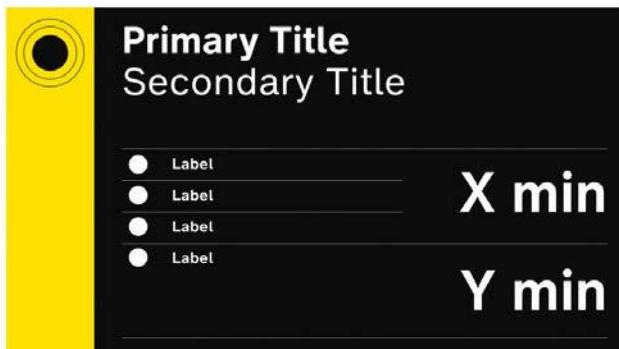 Primary Title
Secondary Title
Label
Label
X min
Label
Label
Y min